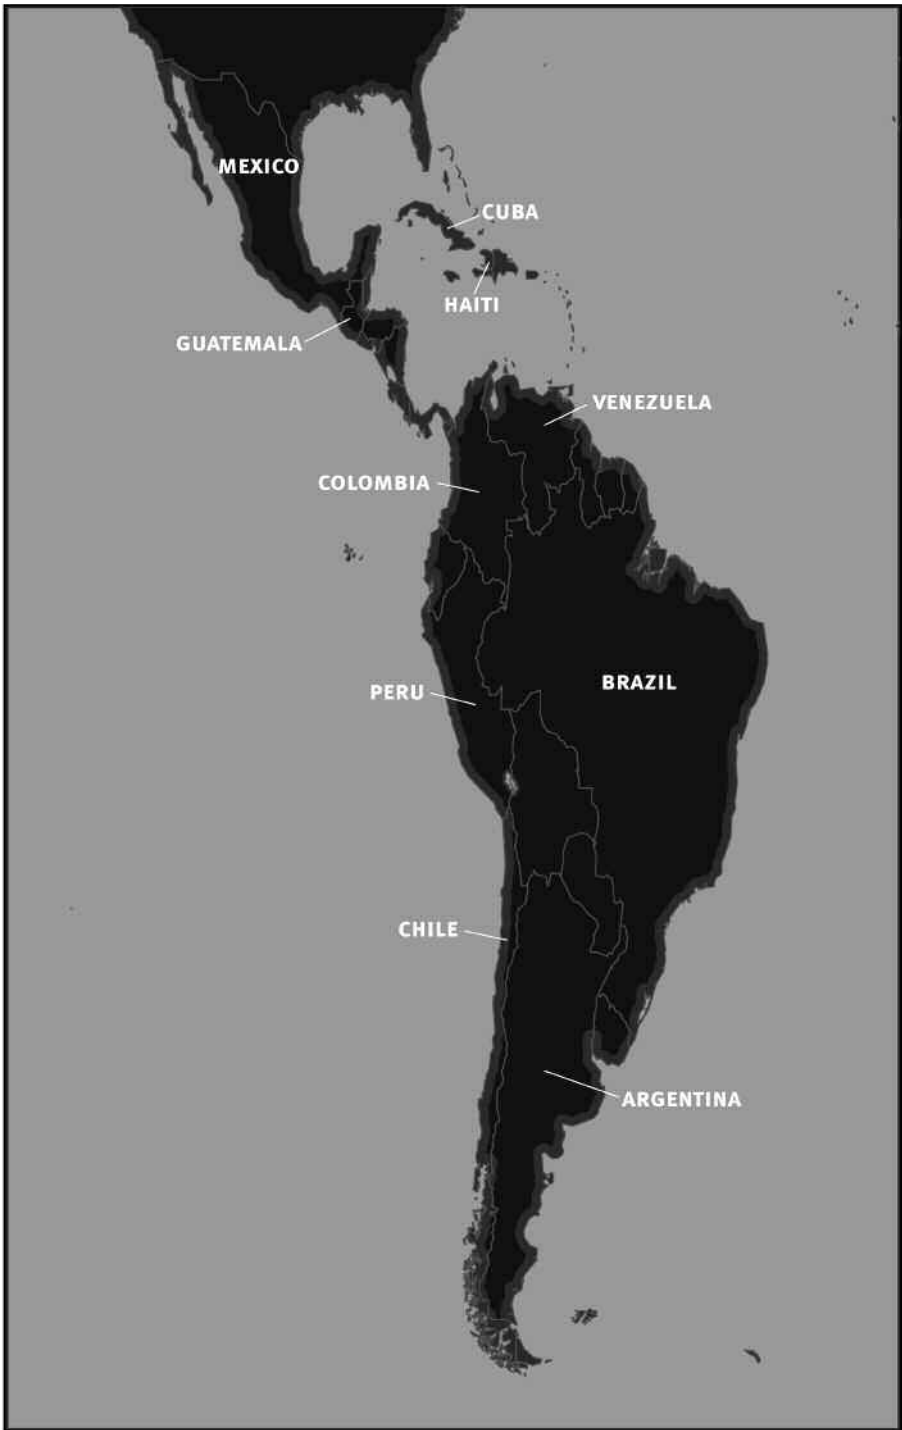 MEXICO
CUBA
HAITI
GUATEMALA
VENEZUELA
COLOMBIA
BRAZIL
PERU
CHILE
ARGENTINA